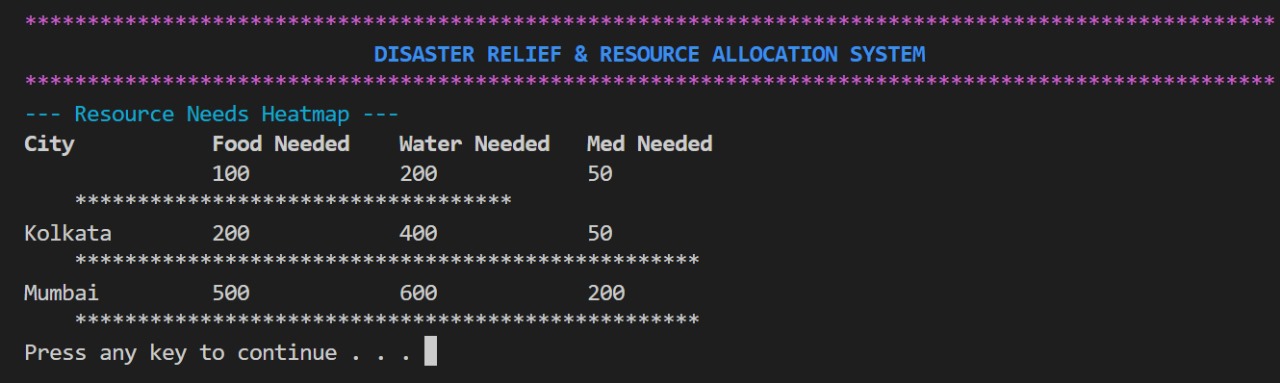 ****************************************************************************************************
DISASTER RELIEF & RESOURCE ALLOCATION SYSTEM
****************************************************************************************************
--- Resource Needs Heatmap ---
City Food Needed Water Needed Med Needed
100 200 50
***********************************
Kolkata 200 400 50
**************************************************
Mumbai 500 600 200
**************************************************
Press any key to continue . . .